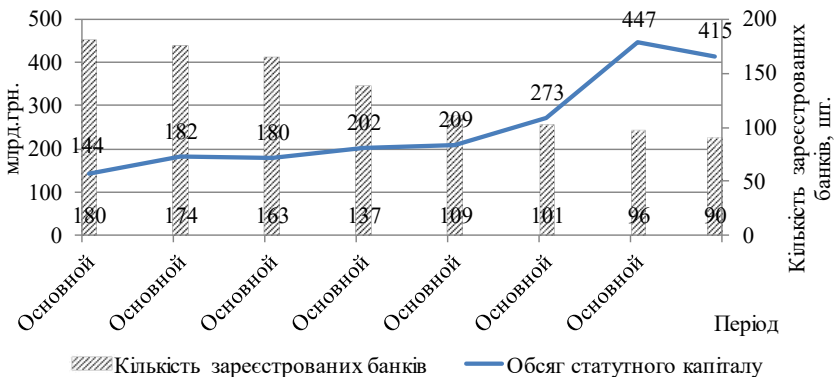 500
400
300
200
100
0
млрд.грн.
144
182
180
202
209
273
447
415
180
174
163
137
109
101
96
90
200
150
100
50
0
Кількість зареєстрованих
банків, шт.
Основной
Основной
Основной
Основной
Основной
Основной
Основной
Період
Кількість зареєстрованих банків
Обсяг статутного капіталу